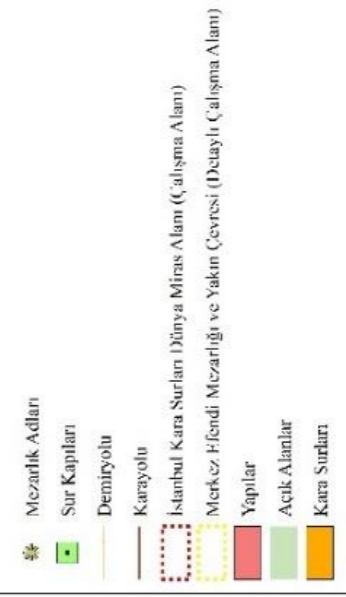 Mezarlık Adları
Sur Kapıları
Demiryolu
Karayolu
İstanbul Kara Surları Dünya Miras Alanı (Çalışma Alanı)
Merkez Efendi Mezarlığı ve Yakın Çevresi (Detaylı Çalışma Alanı)
Yapılar
Açık Alanlar
Kara Surları